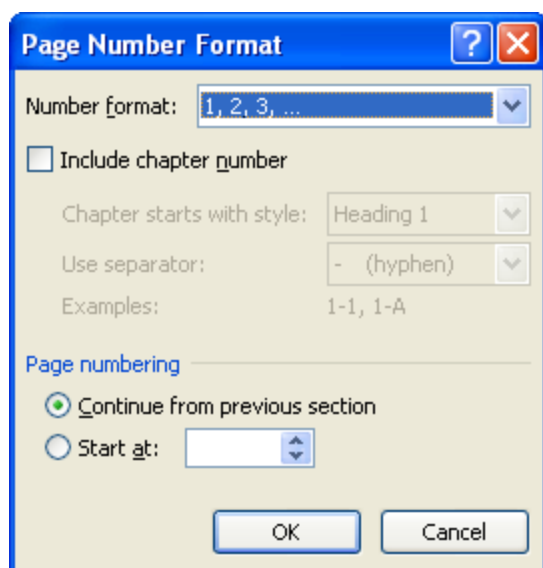 Page Number Format
Number format: 1, 2, 3, ...
Include chapter number
Chapter starts with style: Heading 1
Use separator: - (hyphen)
Examples: 1-1, 1-A
Page numbering
Continue from previous section
Start at:
OK Cancel